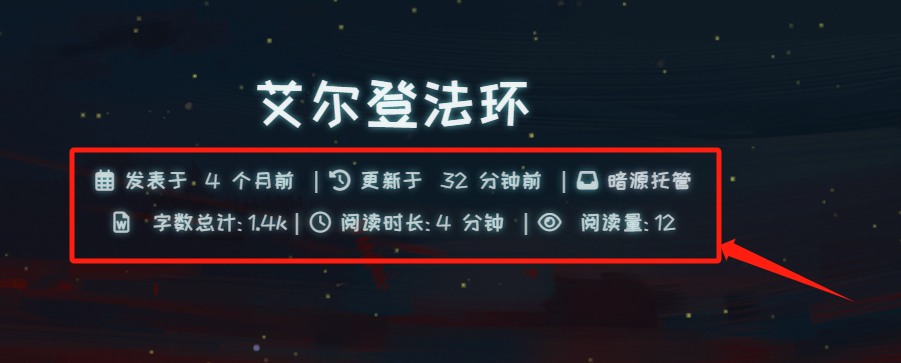 艾尔登法环
发表于 4 个月前 | 更新于 32 分钟前 | 暗源托管
字数总计: 1.4k | 阅读时长: 4 分钟 | 阅读量: 12